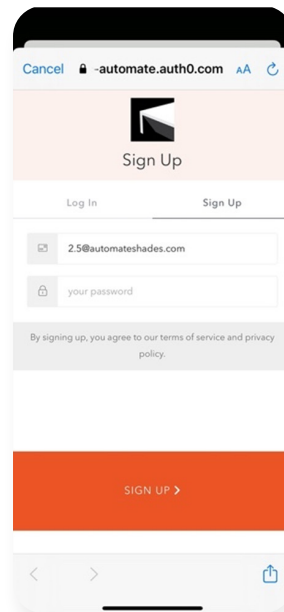 Cancel -automate.auth0.com AA
Sign Up
Log In Sign Up
2.5@automateshades.com
your password
By signing up, you agree to our terms of service and privacy
policy.
SIGN UP